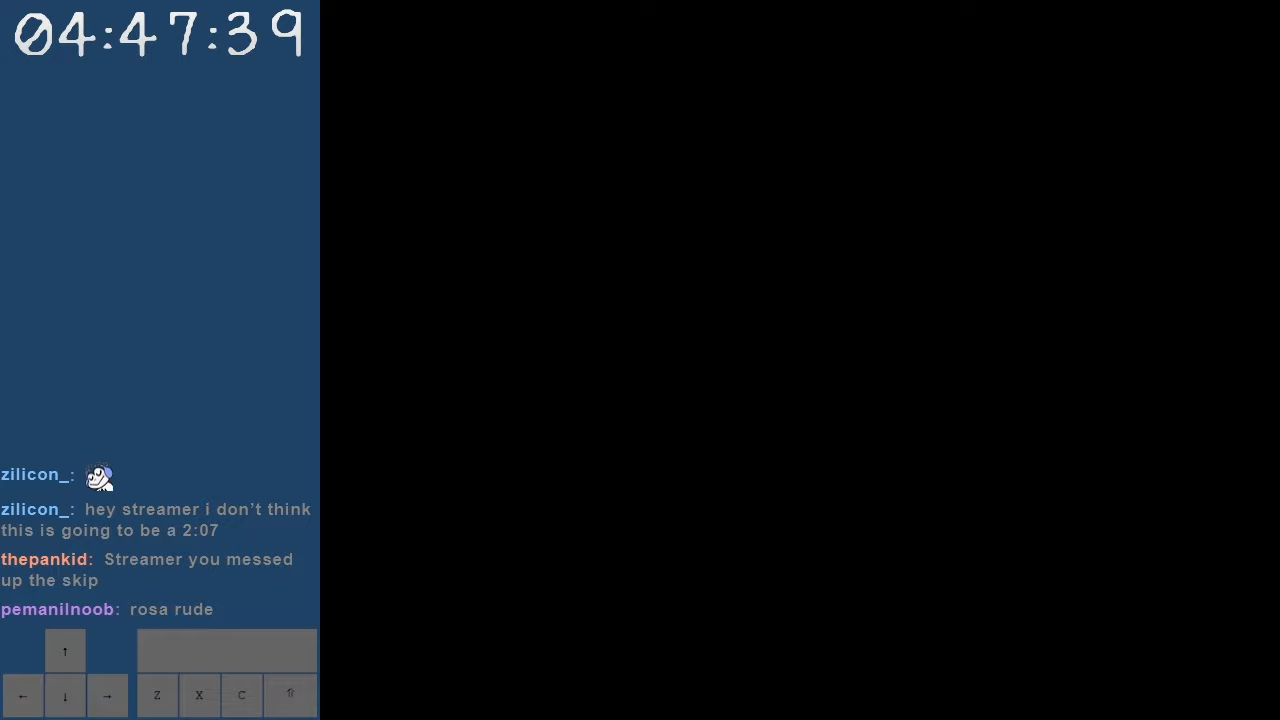 04:47:39
zilicon_:
zilicon_: hey streamer i don't think
this is going to be a 2:07
thepankid: Streamer you messed
up the skip
pemanilnoob: rosa rude
↑
← ↓ → Z X C ⇧